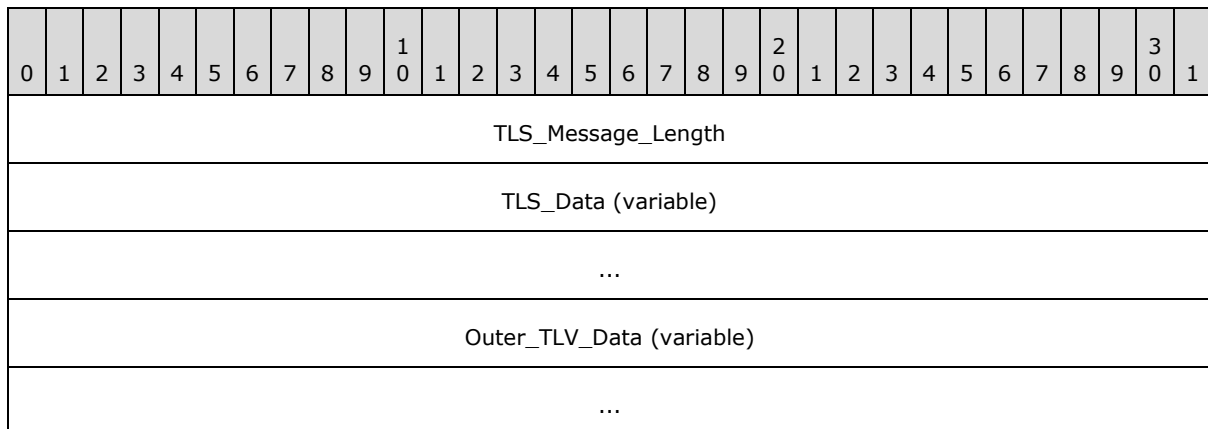 1 2 3
0 1 2 3 4 5 6 7 8 9 0 1 2 3 4 5 6 7 8 9 0 1 2 3 4 5 6 7 8 9 0 1
TLS_Message_Length
TLS_Data (variable)
...
Outer_TLV_Data (variable)
...